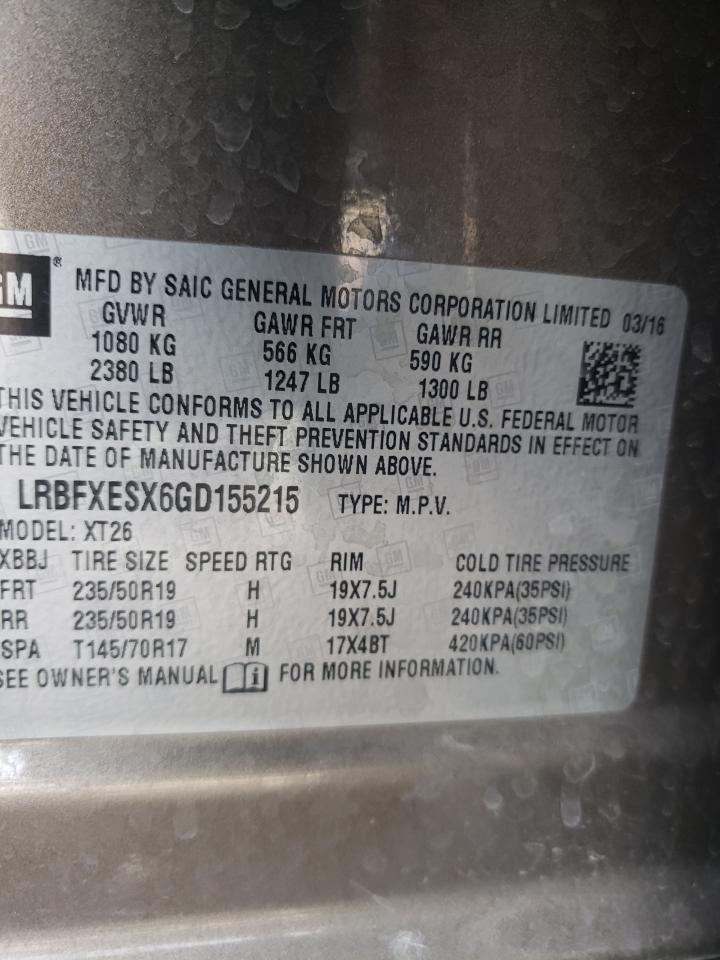 GM®
MFD BY SAIC GENERAL MOTORS CORPORATION LIMITED 03/16
GVWR GAWR FRT GAWR RR
1080 KG 566 KG 590 KG
2380 LB 1247 LB 1300 LB
THIS VEHICLE CONFORMS TO ALL APPLICABLE U.S. FEDERAL MOTOR
VEHICLE SAFETY AND THEFT PREVENTION STANDARDS IN EFFECT ON
THE DATE OF MANUFACTURE SHOWN ABOVE.
LRBFXESX6GD155215 TYPE: M.P.V.
MODEL: XT26
XBBJ TIRE SIZE SPEED RTG RIM COLD TIRE PRESSURE
FRT 235/50R19 H 19X7.5J 240KPA(35PSI)
RR 235/50R19 H 19X7.5J 240KPA(35PSI)
SPA T145/70R17 M 17X4BT 420KPA(60PSI)
SEE OWNER'S MANUAL i FOR MORE INFORMATION.